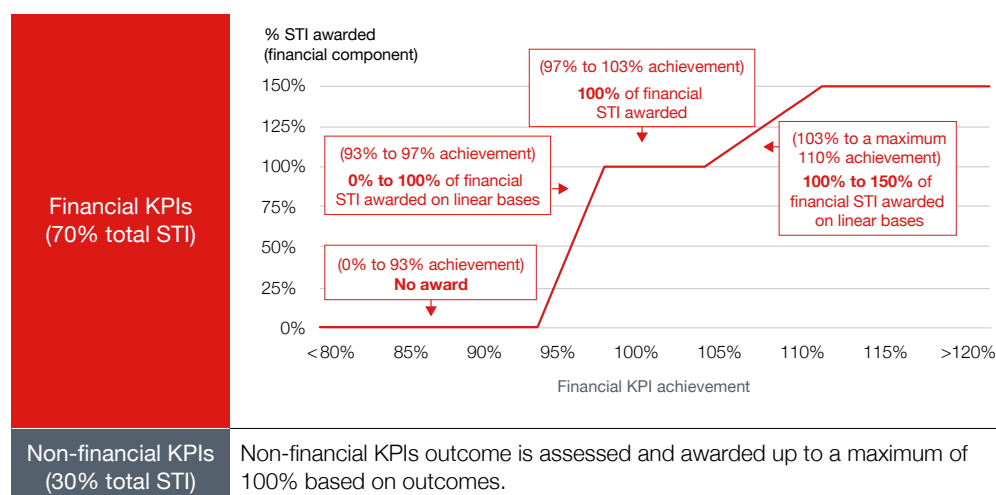 % STI awarded
(financial component)
150%
125%
100%
75%
50%
25%
0%
(97% to 103% achievement)
100% of financial
STI awarded
(93% to 97% achievement)
0% to 100% of financial
STI awarded on linear bases
(103% to a maximum
110% achievement)
100% to 150% of
financial STI awarded
on linear bases
(0% to 93% achievement)
No award
<80%
85%
90%
95%
100%
105%
110%
115%
>120%
Financial KPI achievement
Financial KPIs
(70% total STI)
Non-financial KPIs
(30% total STI)
Non-financial KPIs outcome is assessed and awarded up to a maximum of
100% based on outcomes.